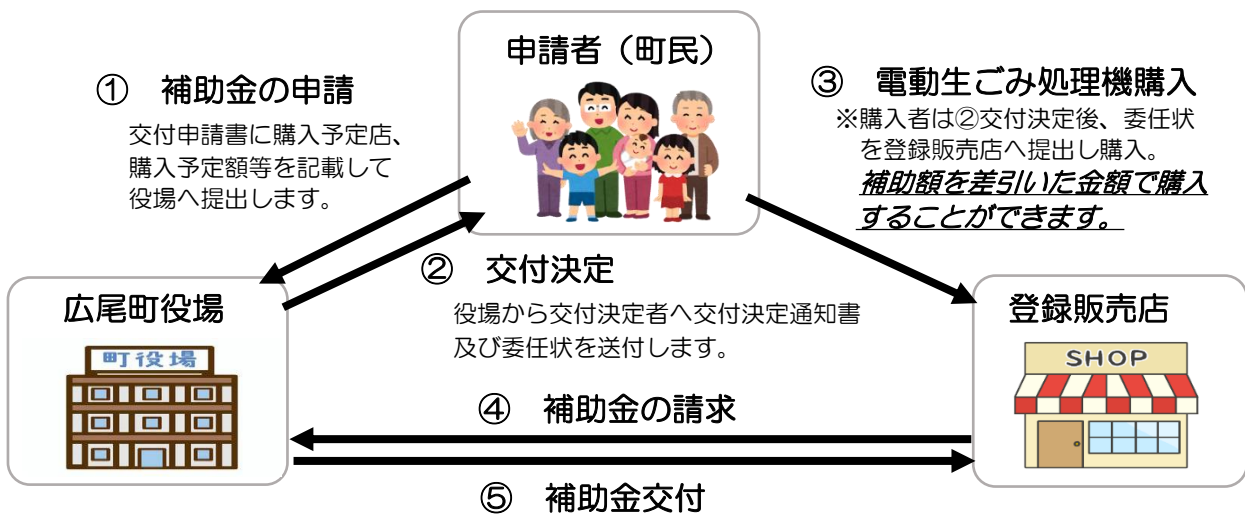 申請者（町民）
① 補助金の申請
交付申請書に購入予定店、
購入予定額等を記載して
役場へ提出します。
② 交付決定
役場から交付決定者へ交付決定通知書
及び委任状を送付します。
③ 電動生ごみ処理機購入
※購入者は②交付決定後、委任状
を登録販売店へ提出し購入。
補助額を差引いた金額で購入
することができます。
広尾町役場
町役場
登録販売店
SHOP
④ 補助金の請求
⑤ 補助金交付